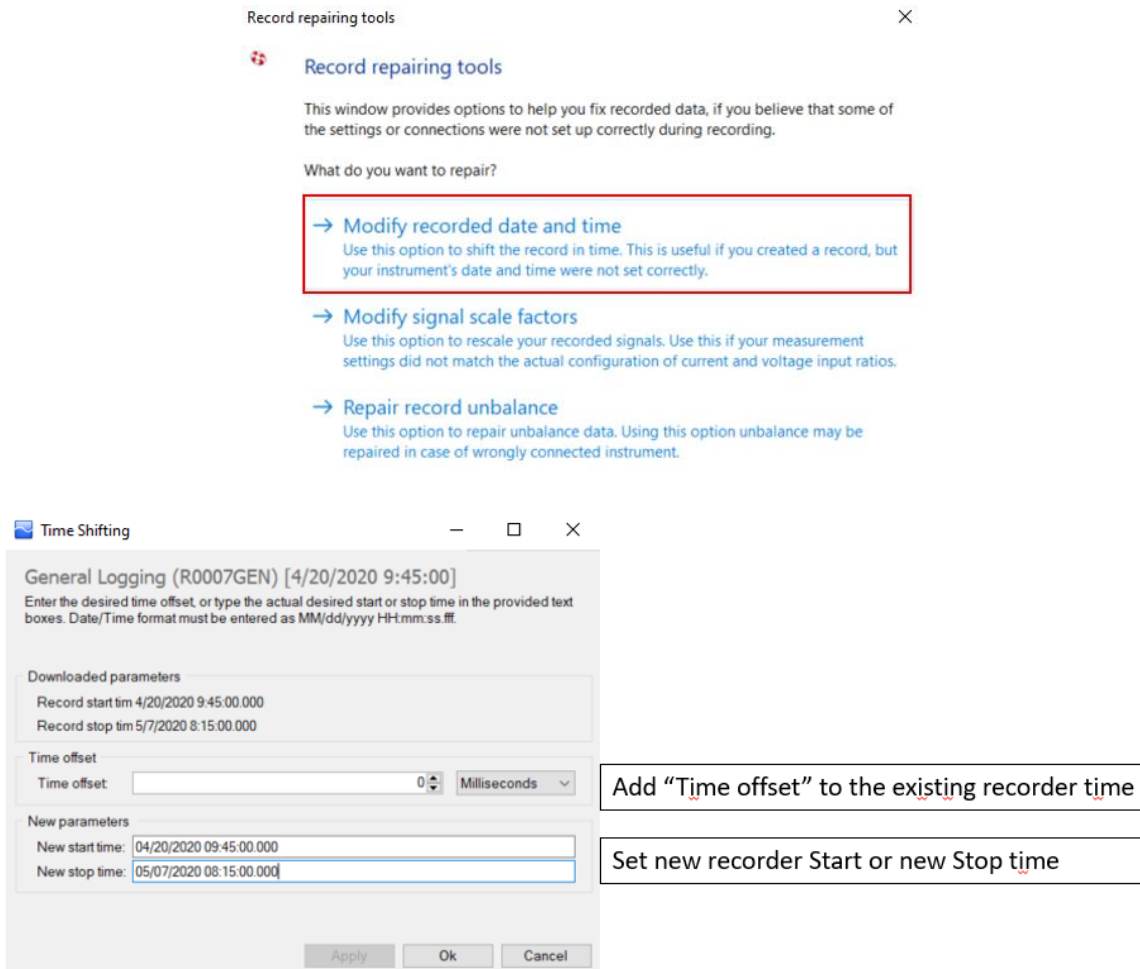 Record repairing tools
Record repairing tools
This window provides options to help you fix recorded data, if you believe that some of
the settings or connections were not set up correctly during recording.
What do you want to repair?
Modify recorded date and time
Use this option to shift the record in time. This is useful if you created a record, but
your instrument's date and time were not set correctly.
Modify signal scale factors
Use this option to rescale your recorded signals. Use this if your measurement
settings did not match the actual configuration of current and voltage input ratios.
Repair record unbalance
Use this option to repair unbalance data. Using this option unbalance may be
repaired in case of wrongly connected instrument.
Time Shifting
General Logging (R0007GEN) [4/20/2020 9:45:00]
Enter the desired time offset, or type the actual desired start or stop time in the provided text
boxes. Date/Time format must be entered as MM/dd/yyyy HH:mm:ss.fff.
Downloaded parameters
Record start tim 4/20/2020 9:45:00.000
Record stop tim 5/7/2020 8:15:00.000
Time offset
Time offset: 0 Milliseconds
Add “Time offset” to the existing recorder time
New parameters
New start time: 04/20/2020 09:45:00.000
New stop time: 05/07/2020 08:15:00.000
Set new recorder Start or new Stop time
Apply Ok Cancel